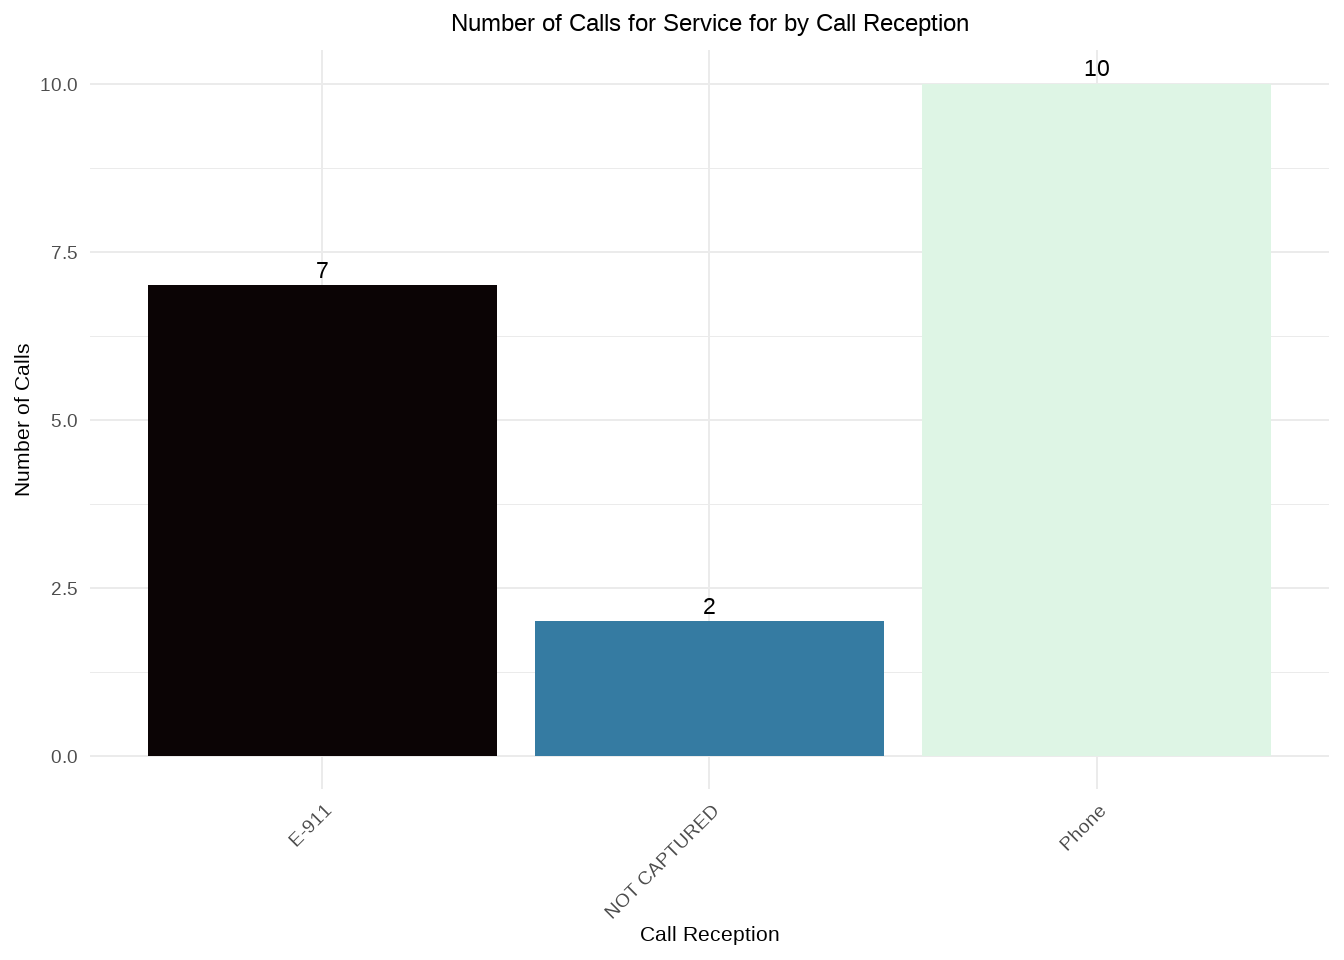 Number of Calls for Service for by Call Reception
Number of Calls
10.0
7.5
5.0
2.5
0.0
7
2
10
E-911
NOT CAPTURED
Phone
Call Reception